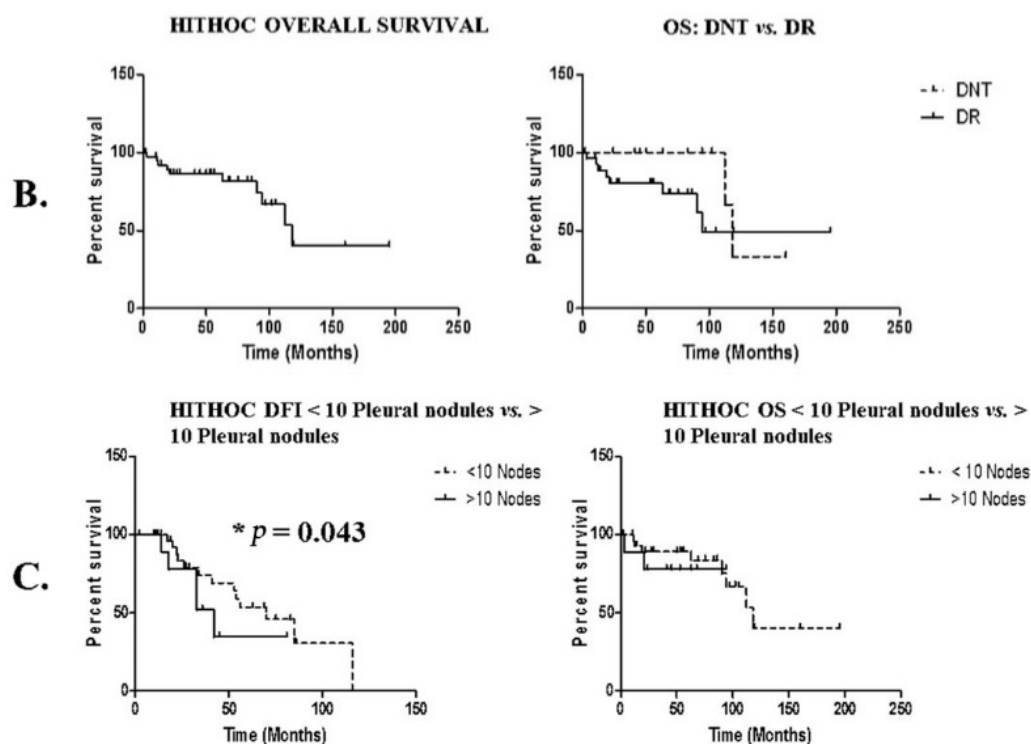 HITHOC OVERALL SURVIVAL
OS: DNT vs. DR
B.
Percent survival
150
100
50
0
0 50 100 150 200 250
Time (Months)
Percent survival
150
100
50
0
0 50 100 150 200 250
Time (Months)
DNT
DR
C.
HITHOC DFI < 10 Pleural nodules vs. >
10 Pleural nodules
Percent survival
150
100
50
0
0 50 100 150
Time (Months)
<10 Nodes
>10 Nodes
* p = 0.043
HITHOC OS < 10 Pleural nodules vs. >
10 Pleural nodules
Percent survival
150
100
50
0
0 50 100 150 200 250
Time (Months)
< 10 Nodes
>10 Nodes